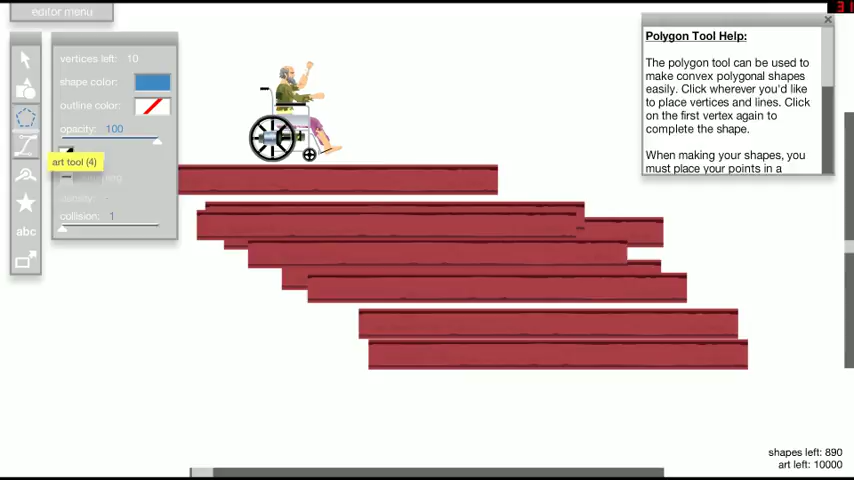 31
editor menu
vertices left: 10
shape color:
outline color:
opacity: 100
art tool (4)
collision: 1
abc
Polygon Tool Help:
The polygon tool can be used to
make convex polygonal shapes
easily. Click wherever you'd like
to place vertices and lines. Click
on the first vertex again to
complete the shape.
When making your shapes, you
must place your points in a
shapes left: 890
art left: 10000